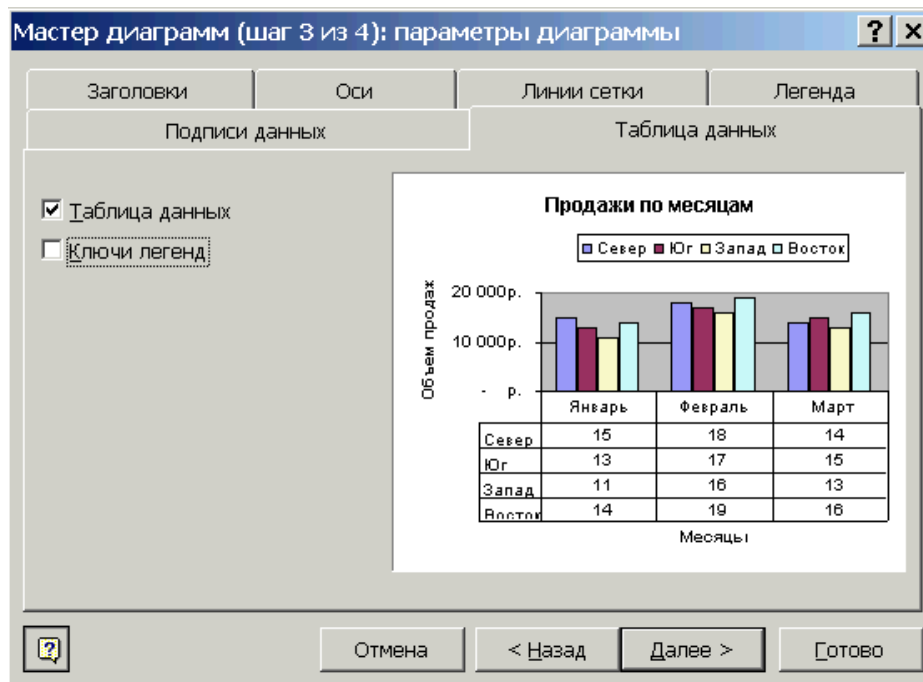 Мастер диаграмм (шаг 3 из 4): параметры диаграммы
Заголовки Оси Линии сетки Легенда
Подписи данных Таблица данных
Таблица данных
Ключи легенд
Продажи по месяцам
Север Юг Запад Восток
Объем продаж
20 000р.
10 000р.
- р.
Январь Февраль Март
Север 15 18 14
Юг 13 17 15
Запад 11 16 13
Восток 14 19 16
Месяцы
Отмена < Назад Далее > Готово